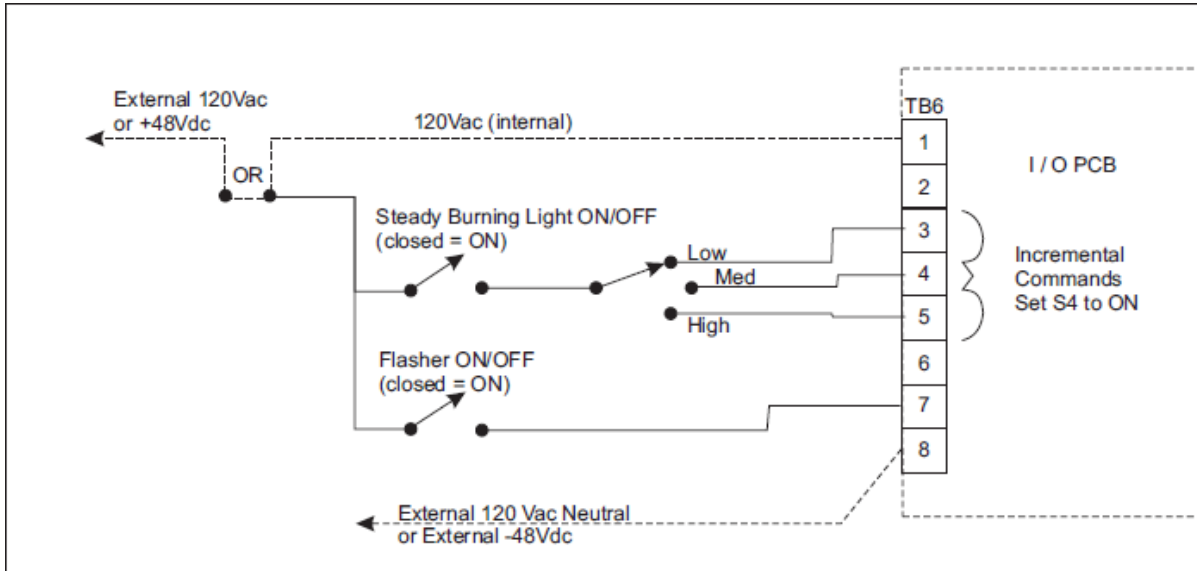 External 120Vac
or +48Vdc
120Vac (internal)
OR
TB6
1
2
3
4
5
6
7
8
I / O PCB
Steady Burning Light ON/OFF
(closed = ON)
Low
Med
High
Incremental
Commands
Set S4 to ON
Flasher ON/OFF
(closed = ON)
External 120 Vac Neutral
or External -48Vdc